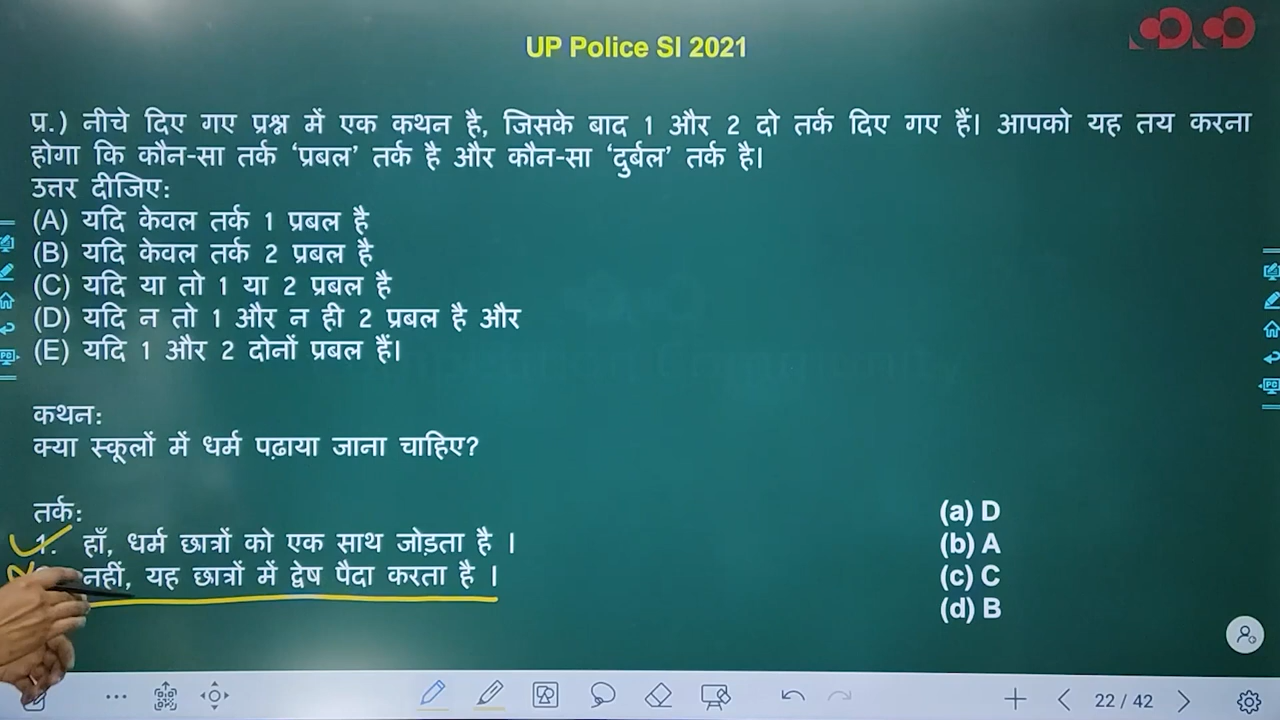 UP Police SI 2021
प्र.) नीचे दिए गए प्रश्न में एक कथन है, जिसके बाद 1 और 2 दो तर्क दिए गए हैं। आपको यह तय करना
होगा कि कौन-सा तर्क ‘प्रबल’ तर्क है और कौन-सा ‘दुर्बल’ तर्क है।
उत्तर दीजिए:
(A) यदि केवल तर्क 1 प्रबल है
(B) यदि केवल तर्क 2 प्रबल है
(C) यदि या तो 1 या 2 प्रबल है
(D) यदि न तो 1 और न ही 2 प्रबल है और
(E) यदि 1 और 2 दोनों प्रबल हैं।
कथन:
क्या स्कूलों में धर्म पढ़ाया जाना चाहिए?
तर्क:
1. हाँ, धर्म छात्रों को एक साथ जोड़ता है ।
नहीं, यह छात्रों में द्वेष पैदा करता है ।
(a) D
(b) A
(c) C
(d) B
22 / 42